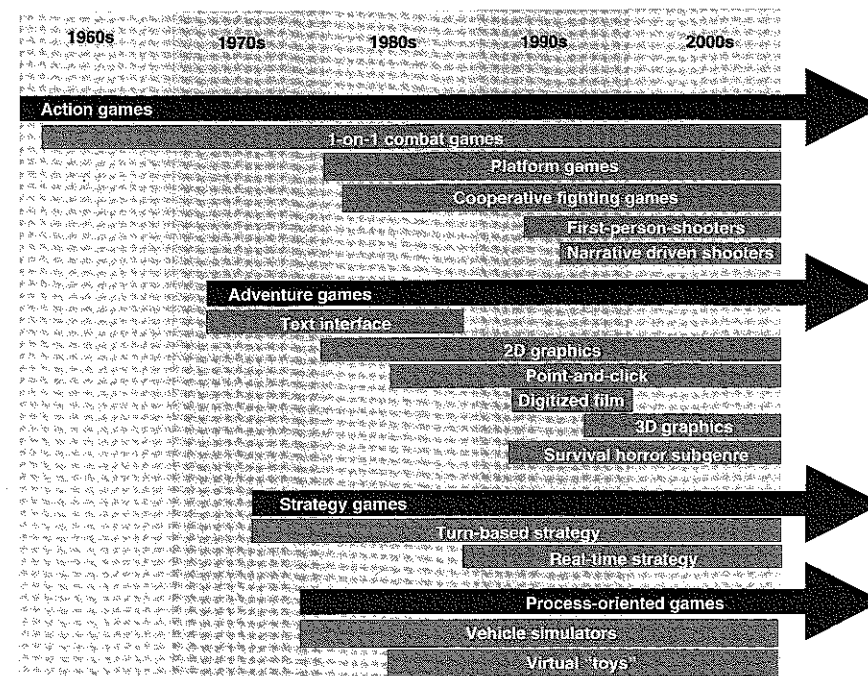 1960s 1970s 1980s 1990s 2000s
Action games
1-on-1 combat games
Platform games
Cooperative fighting games
First-person-shooters
Narrative driven shooters
Adventure games
Text interface
2D graphics
Point-and-click
Digitized film
3D graphics
Survival horror subgenre
Strategy games
Turn-based strategy
Real-time strategy
Process-oriented games
Vehicle simulators
Virtual "toys"